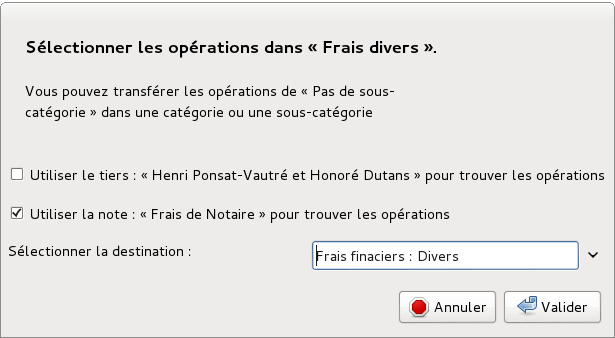 Sélectionner les opérations dans « Frais divers ».
Vous pouvez transférer les opérations de « Pas de sous-
catégorie » dans une catégorie ou une sous-catégorie
Utiliser le tiers : « Henri Ponsat-Vautré et Honoré Dutans » pour trouver les opérations
Utiliser la note : « Frais de Notaire » pour trouver les opérations
Sélectionner la destination :
Frais finaciers : Divers
Annuler
Valider